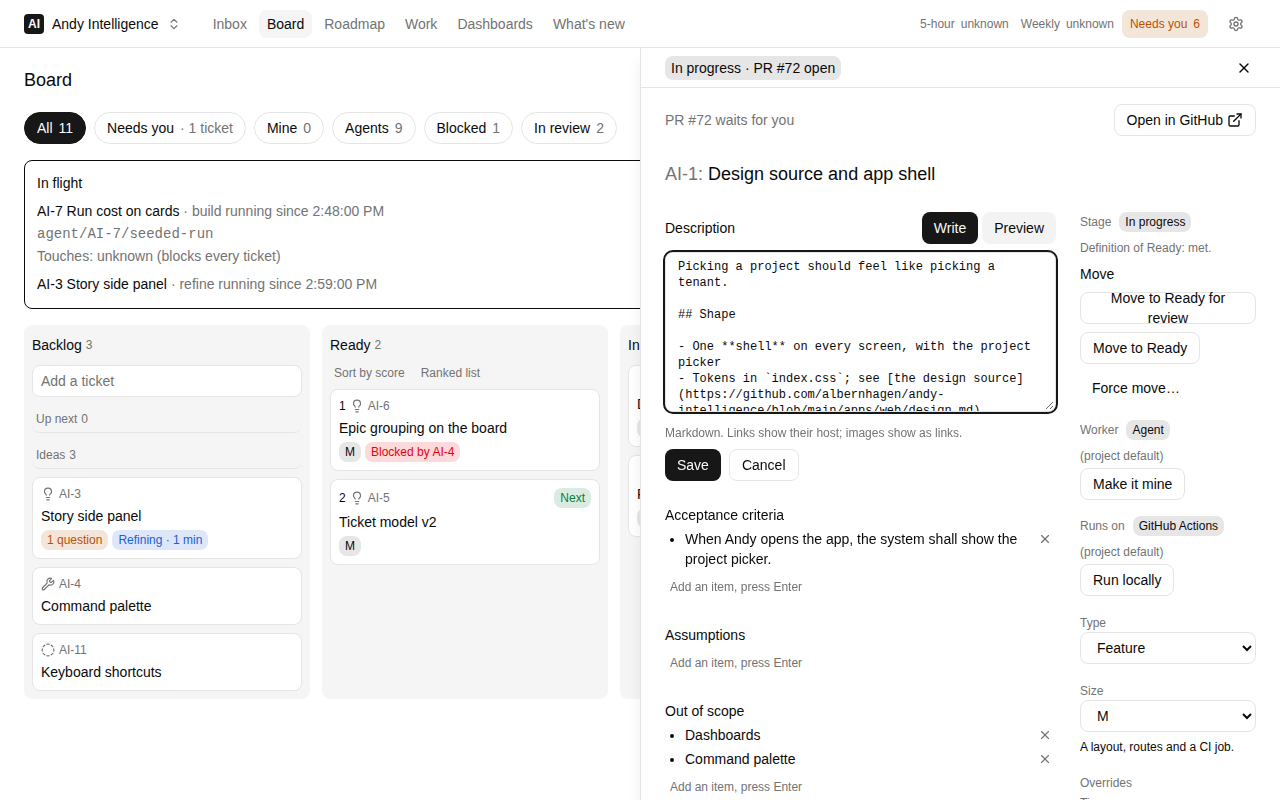 AI Andy Intelligence Inbox Board Roadmap Work Dashboards What's new 5-hour unknown Weekly unknown Needs you 6
Board
All 11 Needs you · 1 ticket Mine 0 Agents 9 Blocked 1 In review 2
In flight
AI-7 Run cost on cards · build running since 2:48:00 PM
agent/AI-7/seeded-run
Touches: unknown (blocks every ticket)
AI-3 Story side panel · refine running since 2:59:00 PM
Backlog 3
Add a ticket
Up next 0
Ideas 3
AI-3
Story side panel
1 question Refining · 1 min
AI-4
Command palette
AI-11
Keyboard shortcuts
Ready 2
Sort by score Ranked list
1 AI-6
Epic grouping on the board
M Blocked by AI-4
2 AI-5 Next
Ticket model v2
M
In progress · PR #72 open
PR #72 waits for you Open in GitHub
AI-1: Design source and app shell
Description Write Preview
Picking a project should feel like picking a
tenant.
## Shape
- One **shell** on every screen, with the project
picker
- Tokens in `index.css`; see [the design source]
(https://github.com/albernhagen/andy-
intelligence/blob/main/apps/web/design.md)
Markdown. Links show their host; images show as links.
Save Cancel
Acceptance criteria
• When Andy opens the app, the system shall show the
project picker.
Add an item, press Enter
Assumptions
Add an item, press Enter
Out of scope
• Dashboards
• Command palette
Add an item, press Enter
Stage In progress
Definition of Ready: met.
Move
Move to Ready for
review
Move to Ready
Force move…
Worker Agent
(project default)
Make it mine
Runs on GitHub Actions
(project default)
Run locally
Type
Feature
Size
M
A layout, routes and a CI job.
Overrides